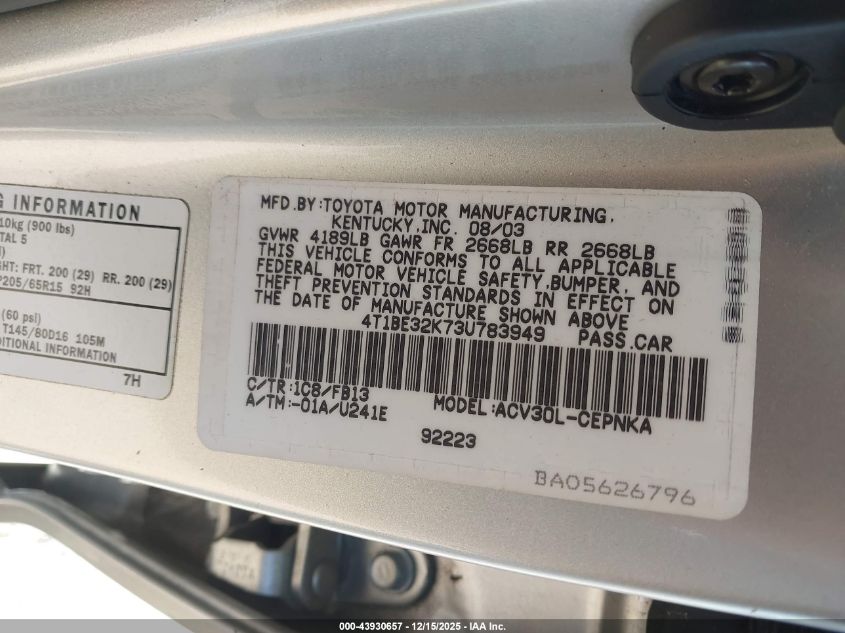 G INFORMATION
10kg (900 lbs)
TAL 5
GHT: FRT. 200 (29) RR. 200 (29)
P205/65R15 92H
(60 psi)
T145/80D16 105M
DITIONAL INFORMATION
7H
MFD.BY:TOYOTA MOTOR MANUFACTURING,
KENTUCKY,INC. 08/03
GVWR 4189LB GAWR FR 2668LB RR 2668LB
THIS VEHICLE CONFORMS TO ALL APPLICABLE
FEDERAL MOTOR VEHICLE SAFETY,BUMPER, AND
THEFT PREVENTION STANDARDS IN EFFECT ON
THE DATE OF MANUFACTURE SHOWN ABOVE
4T1BE32K73U783949 PASS.CAR
C/TR:1C8/FB13
A/TM:-01A/U241E MODEL:ACV30L-CEPNKA
92223
BA05626796
000-43930657 - 12/15/2025 - IAA Inc.